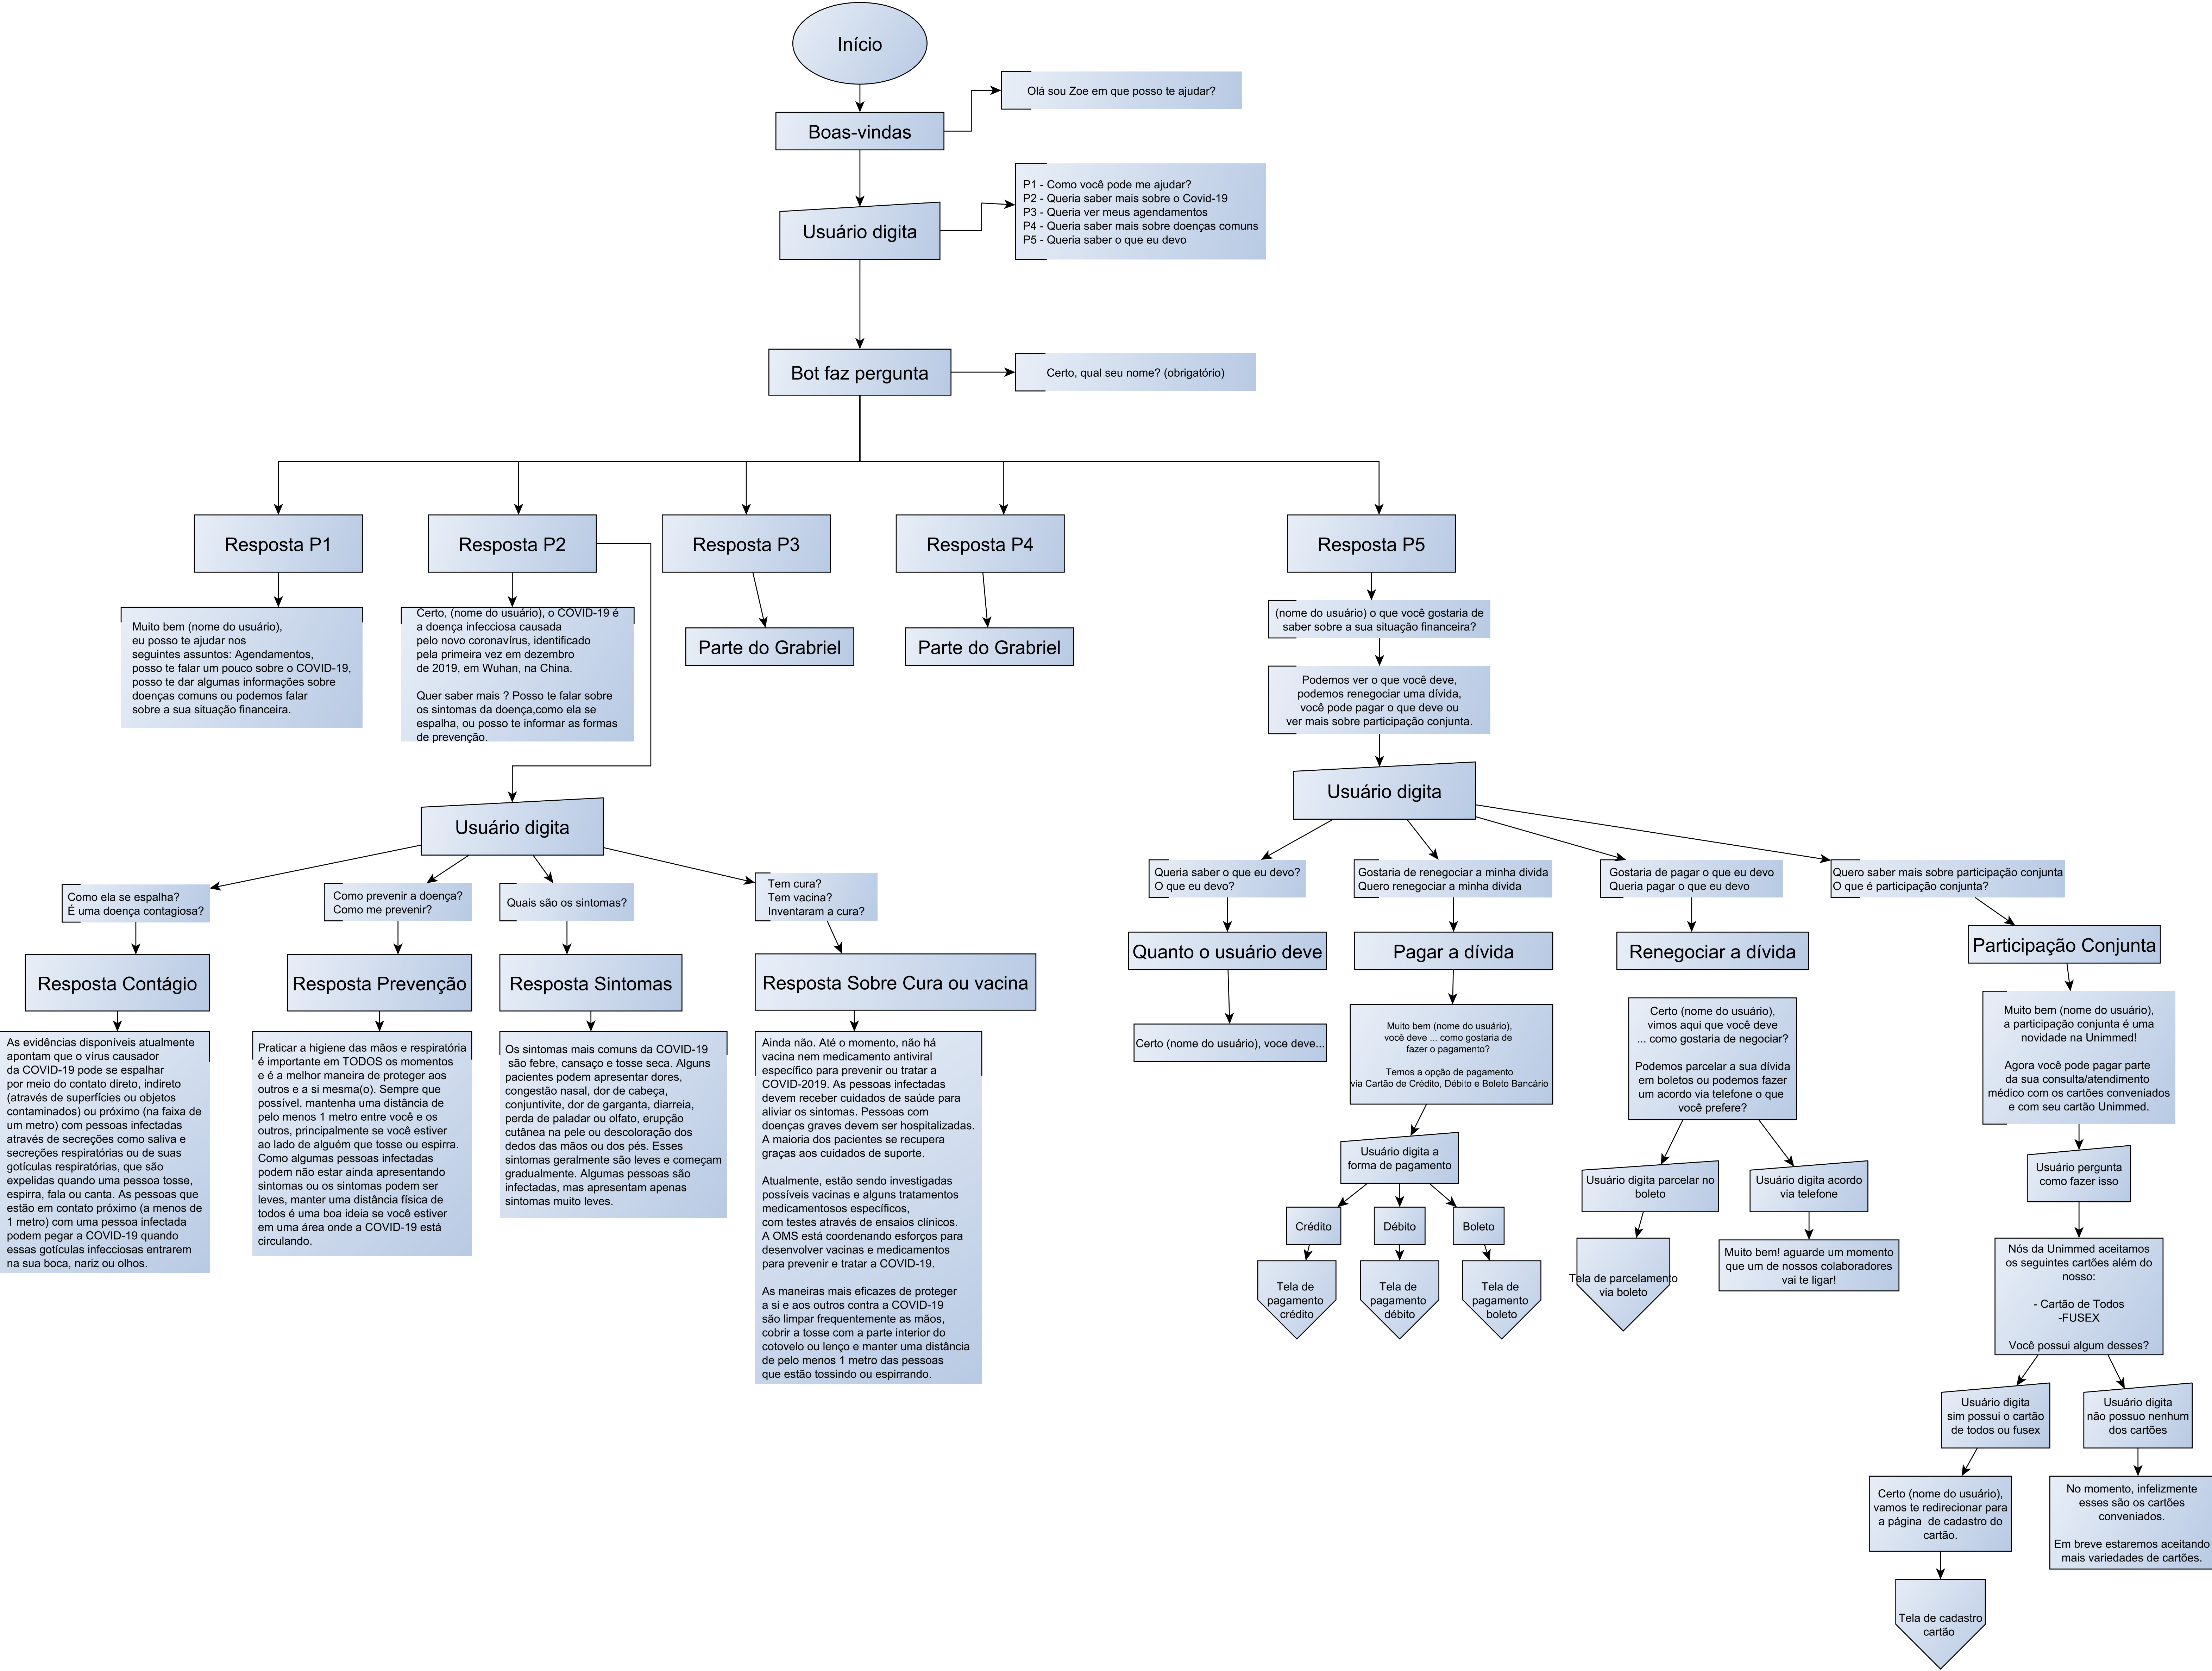 Início
Olá sou Zoe em que posso te ajudar?
Boas-vindas
P1 - Como você pode me ajudar?
P2 - Queria saber mais sobre o Covid-19
P3 - Queria ver meus agendamentos
P4 - Queria saber mais sobre doenças comuns
P5 - Queria saber o que eu devo
Usuário digita
Bot faz pergunta
Certo, qual seu nome? (obrigatório)
Resposta P1
Resposta P2
Resposta P3
Resposta P4
Resposta P5
Muito bem (nome do usuário),
eu posso te ajudar nos
seguintes assuntos: Agendamentos,
posso te falar um pouco sobre o COVID-19,
posso te dar algumas informações sobre
doenças comuns ou podemos falar
sobre a sua situação financeira.
Certo, (nome do usuário), o COVID-19 é
a doença infecciosa causada
pelo novo coronavírus, identificado
pela primeira vez em dezembro
de 2019, em Wuhan, na China.
Quer saber mais ? Posso te falar sobre
os sintomas da doença,como ela se
espalha, ou posso te informar as formas
de prevenção.
Parte do Grabriel
Parte do Grabriel
(nome do usuário) o que você gostaria de
saber sobre a sua situação financeira?
Podemos ver o que você deve,
podemos renegociar uma dívida,
você pode pagar o que deve ou
ver mais sobre participação conjunta.
Usuário digita
Usuário digita
Como ela se espalha?
É uma doença contagiosa?
Como prevenir a doença?
Como me prevenir?
Quais são os sintomas?
Tem cura?
Tem vacina?
Inventaram a cura?
Queria saber o que eu devo?
O que eu devo?
Gostaria de renegociar a minha divida
Quero renegociar a minha divida
Gostaria de pagar o que eu devo
Queria pagar o que eu devo
Quero saber mais sobre participação conjunta
O que é participação conjunta?
Resposta Contágio
Resposta Prevenção
Resposta Sintomas
Resposta Sobre Cura ou vacina
Quanto o usuário deve
Pagar a dívida
Renegociar a dívida
Participação Conjunta
As evidências disponíveis atualmente
apontam que o vírus causador
da COVID-19 pode se espalhar
por meio do contato direto, indireto
(através de superfícies ou objetos
contaminados) ou próximo (na faixa de
um metro) com pessoas infectadas
através de secreções como saliva e
secreções respiratórias ou de suas
gotículas respiratórias, que são
expelidas quando uma pessoa tosse,
espirra, fala ou canta. As pessoas que
estão em contato próximo (a menos de
1 metro) com uma pessoa infectada
podem pegar a COVID-19 quando
essas gotículas infecciosas entrarem
na sua boca, nariz ou olhos.
Praticar a higiene das mãos e respiratória
é importante em TODOS os momentos
e é a melhor maneira de proteger aos
outros e a si mesma(o). Sempre que
possível, mantenha uma distância de
pelo menos 1 metro entre você e os
outros, principalmente se você estiver
ao lado de alguém que tosse ou espirra.
Como algumas pessoas infectadas
podem não estar ainda apresentando
sintomas ou os sintomas podem ser
leves, manter uma distância física de
todos é uma boa ideia se você estiver
em uma área onde a COVID-19 está
circulando.
Os sintomas mais comuns da COVID-19
são febre, cansaço e tosse seca. Alguns
pacientes podem apresentar dores,
congestão nasal, dor de cabeça,
conjuntivite, dor de garganta, diarreia,
perda de paladar ou olfato, erupção
cutânea na pele ou descoloração dos
dedos das mãos ou dos pés. Esses
sintomas geralmente são leves e começam
gradualmente. Algumas pessoas são
infectadas, mas apresentam apenas
sintomas muito leves.
Ainda não. Até o momento, não há
vacina nem medicamento antiviral
específico para prevenir ou tratar a
COVID-2019. As pessoas infectadas
devem receber cuidados de saúde para
aliviar os sintomas. Pessoas com
doenças graves devem ser hospitalizadas.
A maioria dos pacientes se recupera
graças aos cuidados de suporte.
Atualmente, estão sendo investigadas
possíveis vacinas e alguns tratamentos
medicamentosos específicos,
com testes através de ensaios clínicos.
A OMS está coordenando esforços para
desenvolver vacinas e medicamentos
para prevenir e tratar a COVID-19.
As maneiras mais eficazes de proteger
a si e aos outros contra a COVID-19
são limpar frequentemente as mãos,
cobrir a tosse com a parte interior do
cotovelo ou lenço e manter uma distância
de pelo menos 1 metro das pessoas
que estão tossindo ou espirrando.
Certo (nome do usuário), voce deve...
Muito bem (nome do usuário),
você deve ... como gostaria de
fazer o pagamento?
Temos a opção de pagamento
via Cartão de Crédito, Débito e Boleto Bancário
Usuário digita a
forma de pagamento
Crédito
Débito
Boleto
Tela de
pagamento
crédito
Tela de
pagamento
débito
Tela de
pagamento
boleto
Certo (nome do usuário),
vimos aqui que você deve
... como gostaria de negociar?
Podemos parcelar a sua dívida
em boletos ou podemos fazer
um acordo via telefone o que
você prefere?
Usuário digita parcelar no
boleto
Usuário digita acordo
via telefone
Tela de parcelamento
via boleto
Muito bem! aguarde um momento
que um de nossos colaboradores
vai te ligar!
Muito bem (nome do usuário),
a participação conjunta é uma
novidade na Unimmed!
Agora você pode pagar parte
da sua consulta/atendimento
médico com os cartões conveniados
e com seu cartão Unimmed.
Usuário pergunta
como fazer isso
Nós da Unimmed aceitamos
os seguintes cartões além do
nosso:
- Cartão de Todos
-FUSEX
Você possui algum desses?
Usuário digita
sim possui o cartão
de todos ou fusex
Usuário digita
não possuo nenhum
dos cartões
Certo (nome do usuário),
vamos te redirecionar para
a página  de cadastro do
cartão.
No momento, infelizmente
esses são os cartões
conveniados.
Em breve estaremos aceitando
mais variedades de cartões.
Tela de cadastro
cartão